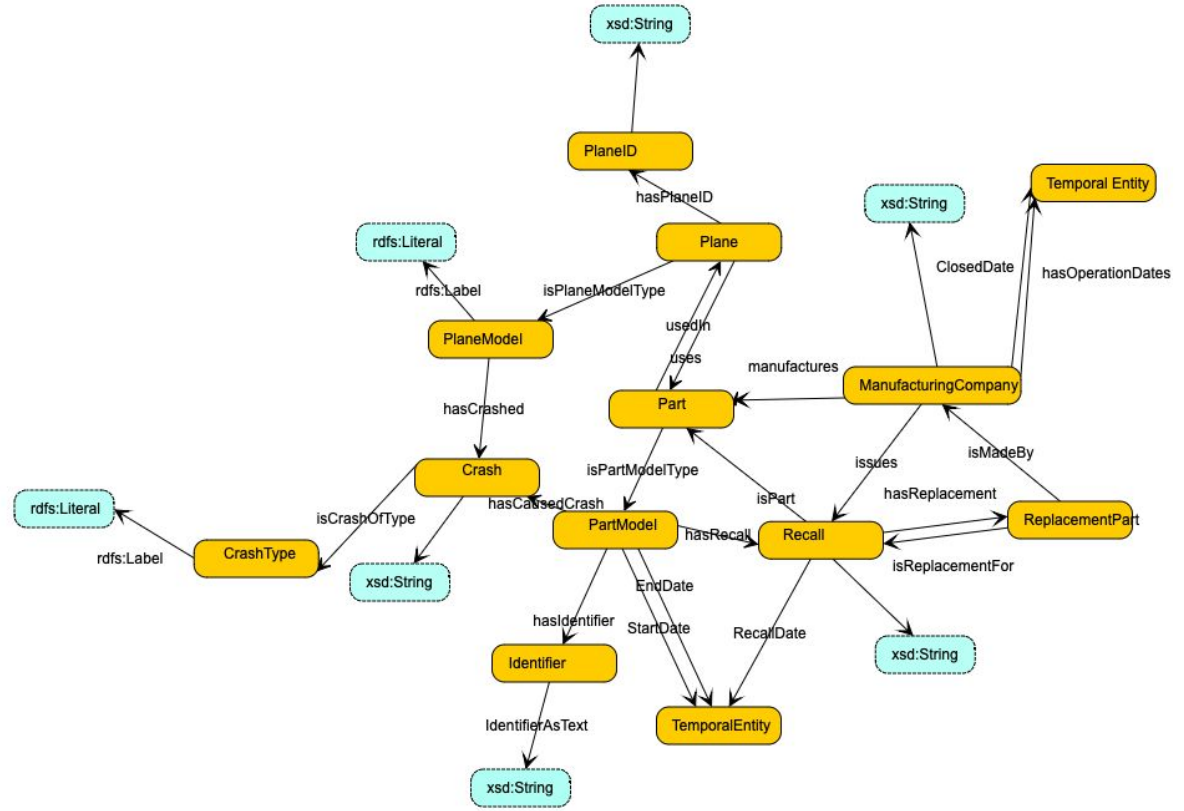 xsd:String
PlaneID
hasPlaneID
Temporal Entity
xsd:String
rdfs:Literal
Plane
ClosedDate
hasOperationDates
rdfs:Label
isPlaneModelType
usedIn
PlaneModel
uses
manufactures
ManufacturingCompany
Part
hasCrashed
isMadeBy
isPartModelType
issues
Crash
hasReplacement
isPart
rdfs:Literal
isCrashOfType
hasCausedCrash
PartModel
hasRecall
Recall
ReplacementPart
rdfs:Label
CrashType
xsd:String
EndDate
isReplacementFor
hasIdentifier
StartDate
RecallDate
xsd:String
Identifier
IdentifierAsText
TemporalEntity
xsd:String